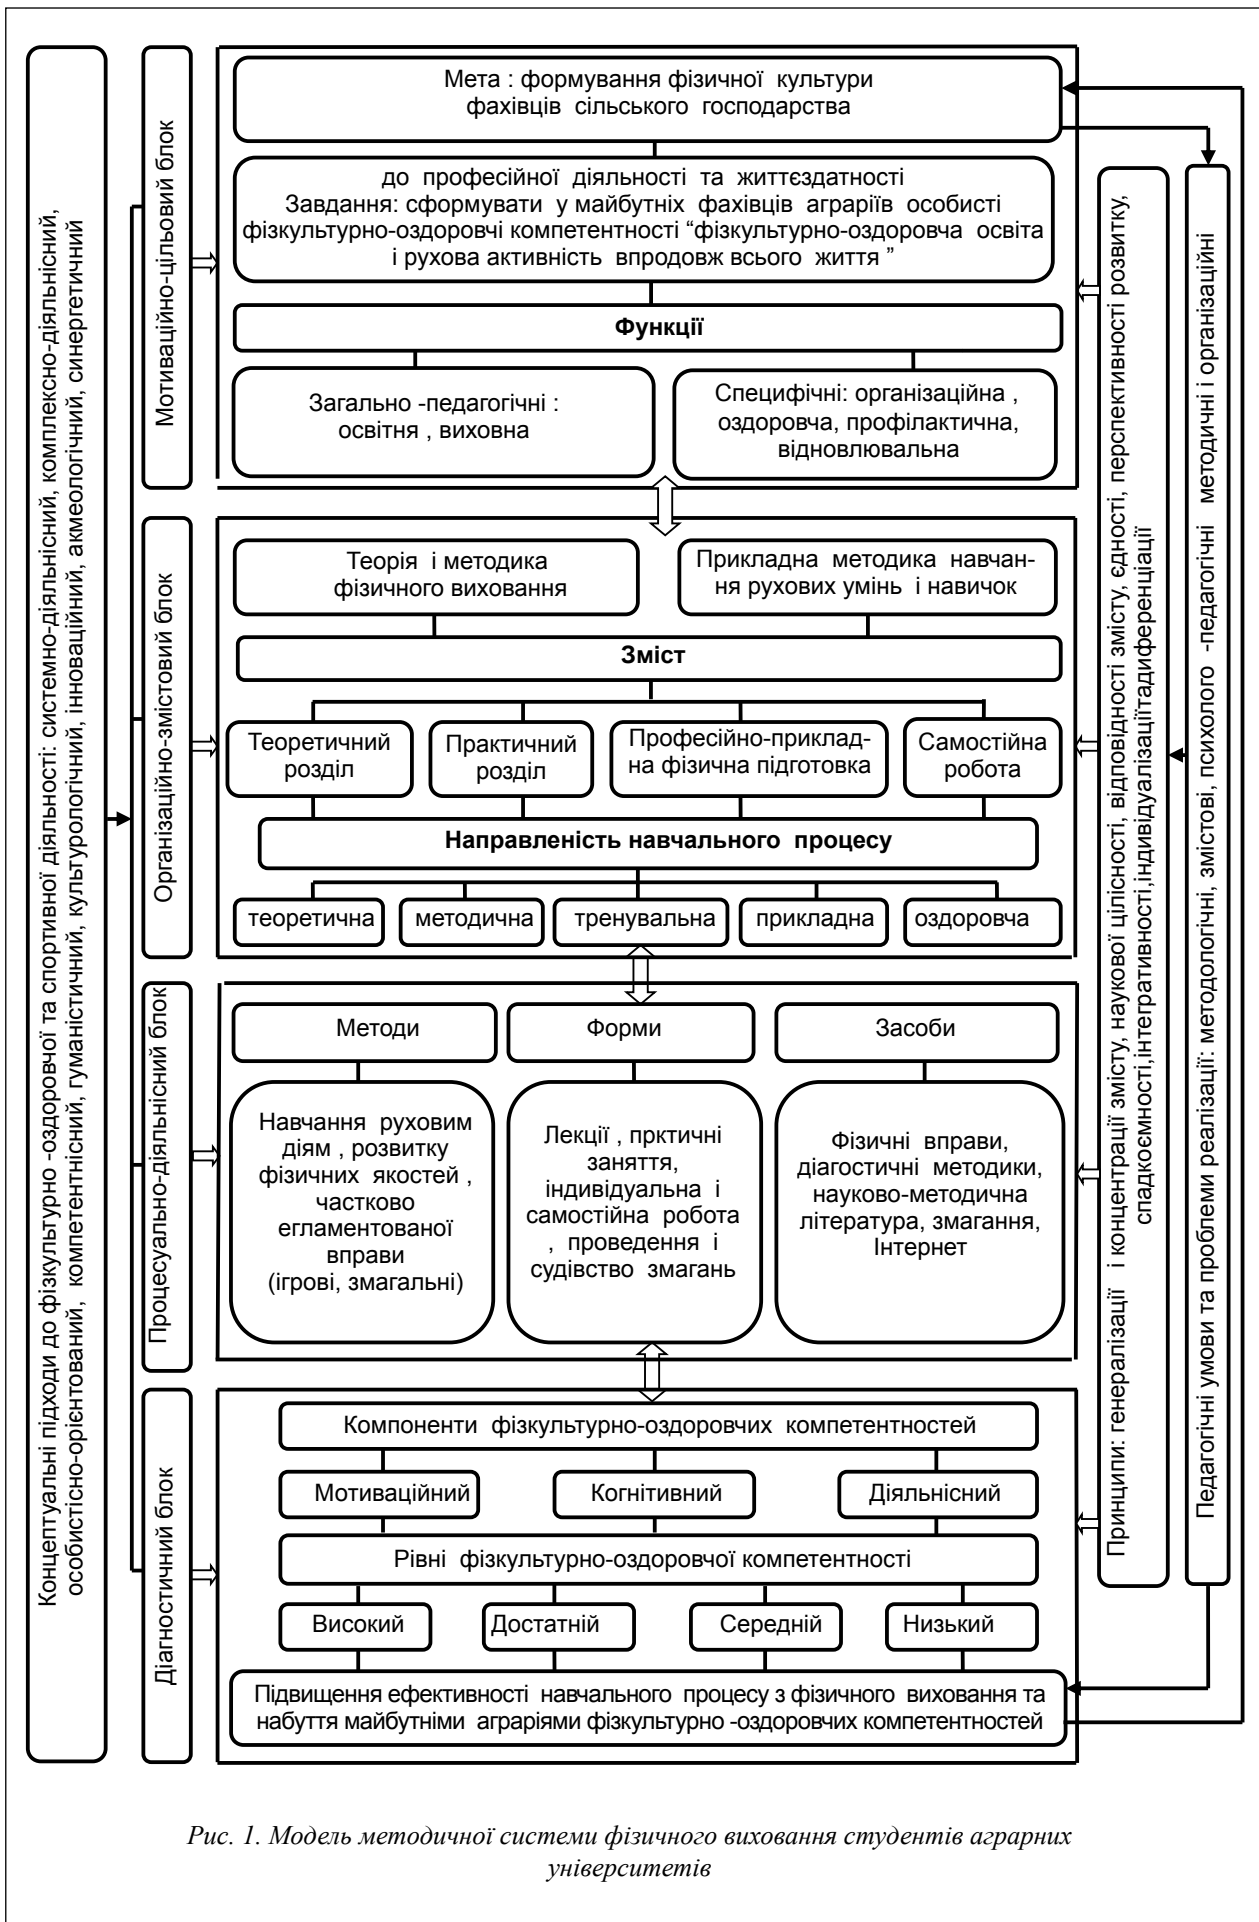 Концептуальні підходи до фізкультурно -оздоровчої та спортивної діяльності: системно-діяльнісний, комплексно-діяльнісний,
особистісно-орієнтований, компетентнісний, гуманістичний, культурологічний, інноваційний, акмеологічний, синергетичний
Мотиваційно-цільовий блок
Мета : формування фізичної культури
фахівців сільського господарства
до професійної діяльності та життєздатності
Завдання: сформувати у майбутніх фахівців аграріїв особисті
фізкультурно-оздоровчі компетентності “фізкультурно-оздоровча освіта
і рухова активність впродовж всього життя ”
Функції
Загально -педагогічні :
освітня , виховна
Специфічні: організаційна ,
оздоровча, профілактична,
відновлювальна
Організаційно-змістовий блок
Теорія і методика
фізичного виховання
Прикладна методика навчан-
ня рухових умінь і навичок
Зміст
Теоретичний
розділ
Практичний
розділ
Професійно-приклад-
на фізична підготовка
Самостійна
робота
Направленість навчального процесу
теоретична
методична
тренувальна
прикладна
оздоровча
Процесуально-діяльнісний блок
Методи
Форми
Засоби
Навчання руховим
діям , розвитку
фізичних якостей ,
частково
егламентованої
вправи
(ігрові, змагальні)
Лекції , прктичні
заняття,
індивідуальна і
самостійна робота
, проведення і
судівство змагань
Фізичні вправи,
діагостичні методики,
науково-методична
література, змагання,
Інтернет
Діагностичний блок
Компоненти фізкультурно-оздоровчих компетентностей
Мотиваційний
Когнітивний
Діяльнісний
Рівні фізкультурно-оздоровчої компетентності
Високий
Достатній
Середній
Низький
Підвищення ефективності навчального процесу з фізичного виховання та
набуття майбутніми аграріями фізкультурно -оздоровчих компетентностей
Принципи: генералізації і концентрації змісту, наукової цілісності, відповідності змісту, єдності, перспективності розвитку,
спадкоємності,інтегративності,індивідуалізаціїтадиференціації
Педагогічні умови та проблеми реалізації: методологічні, змістові, психолого -педагогічні методичні і організаційні
Рис. 1. Модель методичної системи фізичного виховання студентів аграрних
університетів